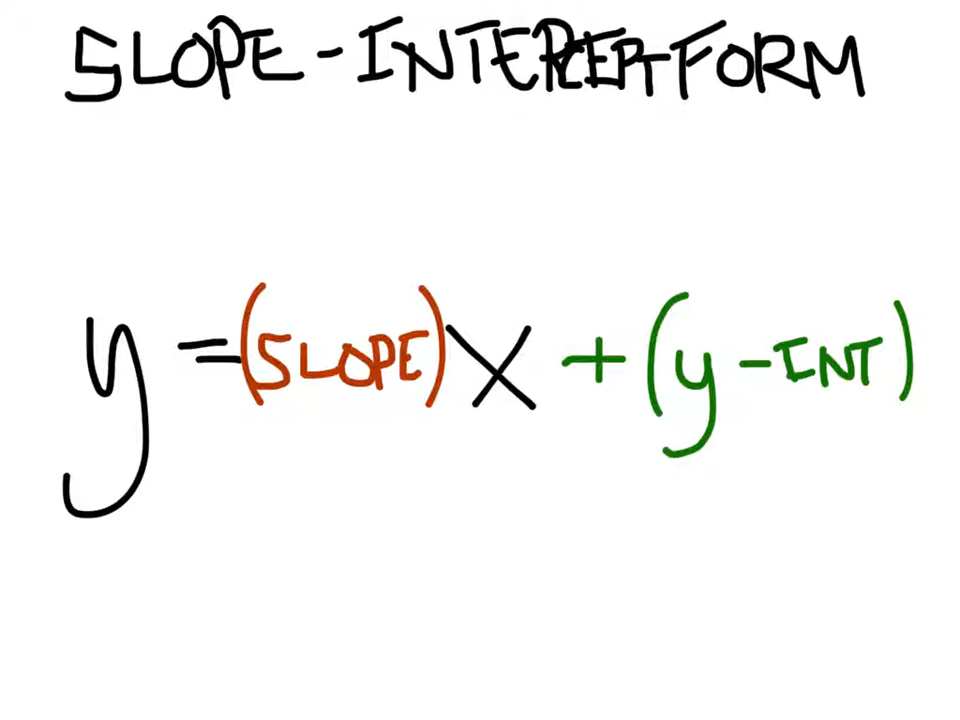 SLOPE-INTERCEPT FORM
y = (SLOPE) x + (y-INT)